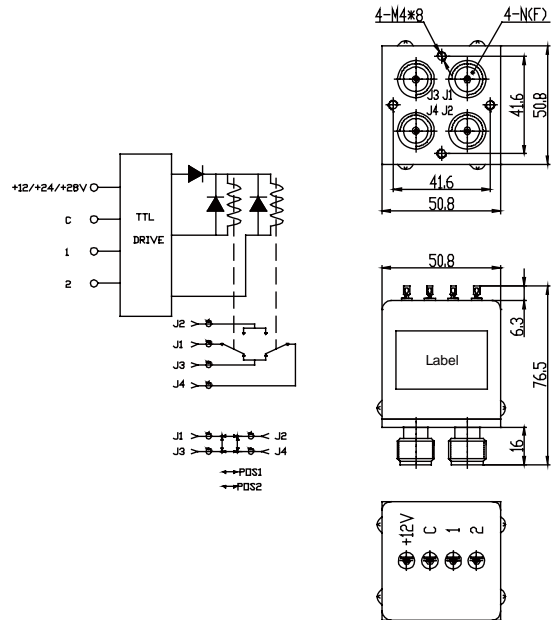 4-M4*8
4-N(F)
J3 J1
J4 J2
41.6
50.8
41.6
50.8
+12/+24/+28V
C
1
2
TTL
DRIVE
J2
J1
J3
J4
J1
J2
J3
J4
POS1
POS2
50.8
6.3
76.5
16
Label
+12V
C
1
2